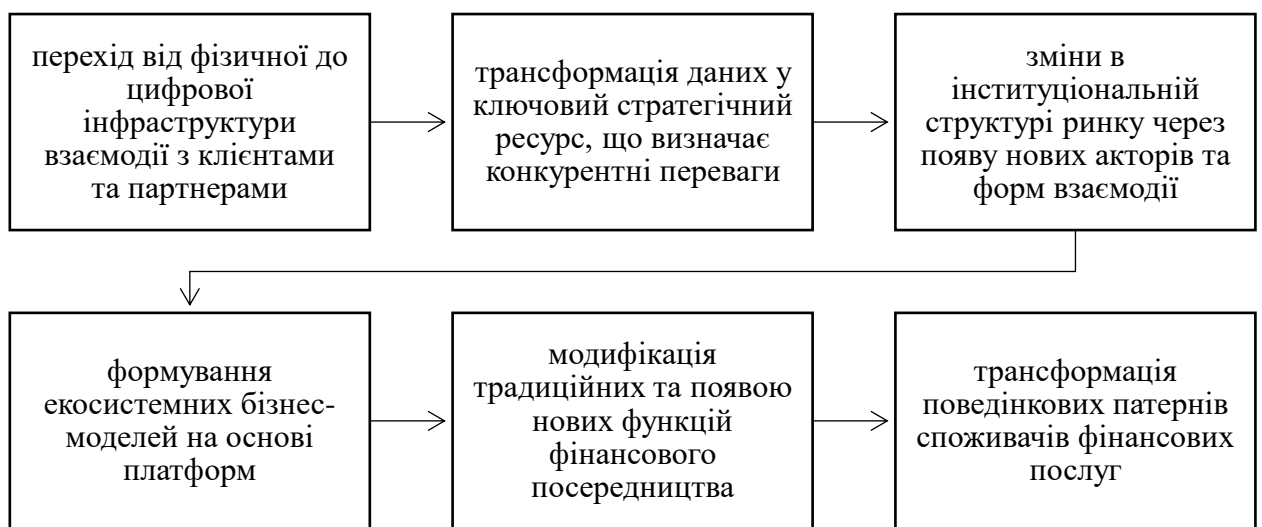 перехід від фізичної до
цифрової
інфраструктури
взаємодії з клієнтами
та партнерами
трансформація даних у
ключовий стратегічний
ресурс, що визначає
конкурентні переваги
зміни в
інституціональній
структурі ринку через
появу нових акторів та
форм взаємодії
формування
екосистемних бізнес-
моделей на основі
платформ
модифікація
традиційних та появою
нових функцій
фінансового
посередництва
трансформація
поведінкових патернів
споживачів фінансових
послуг